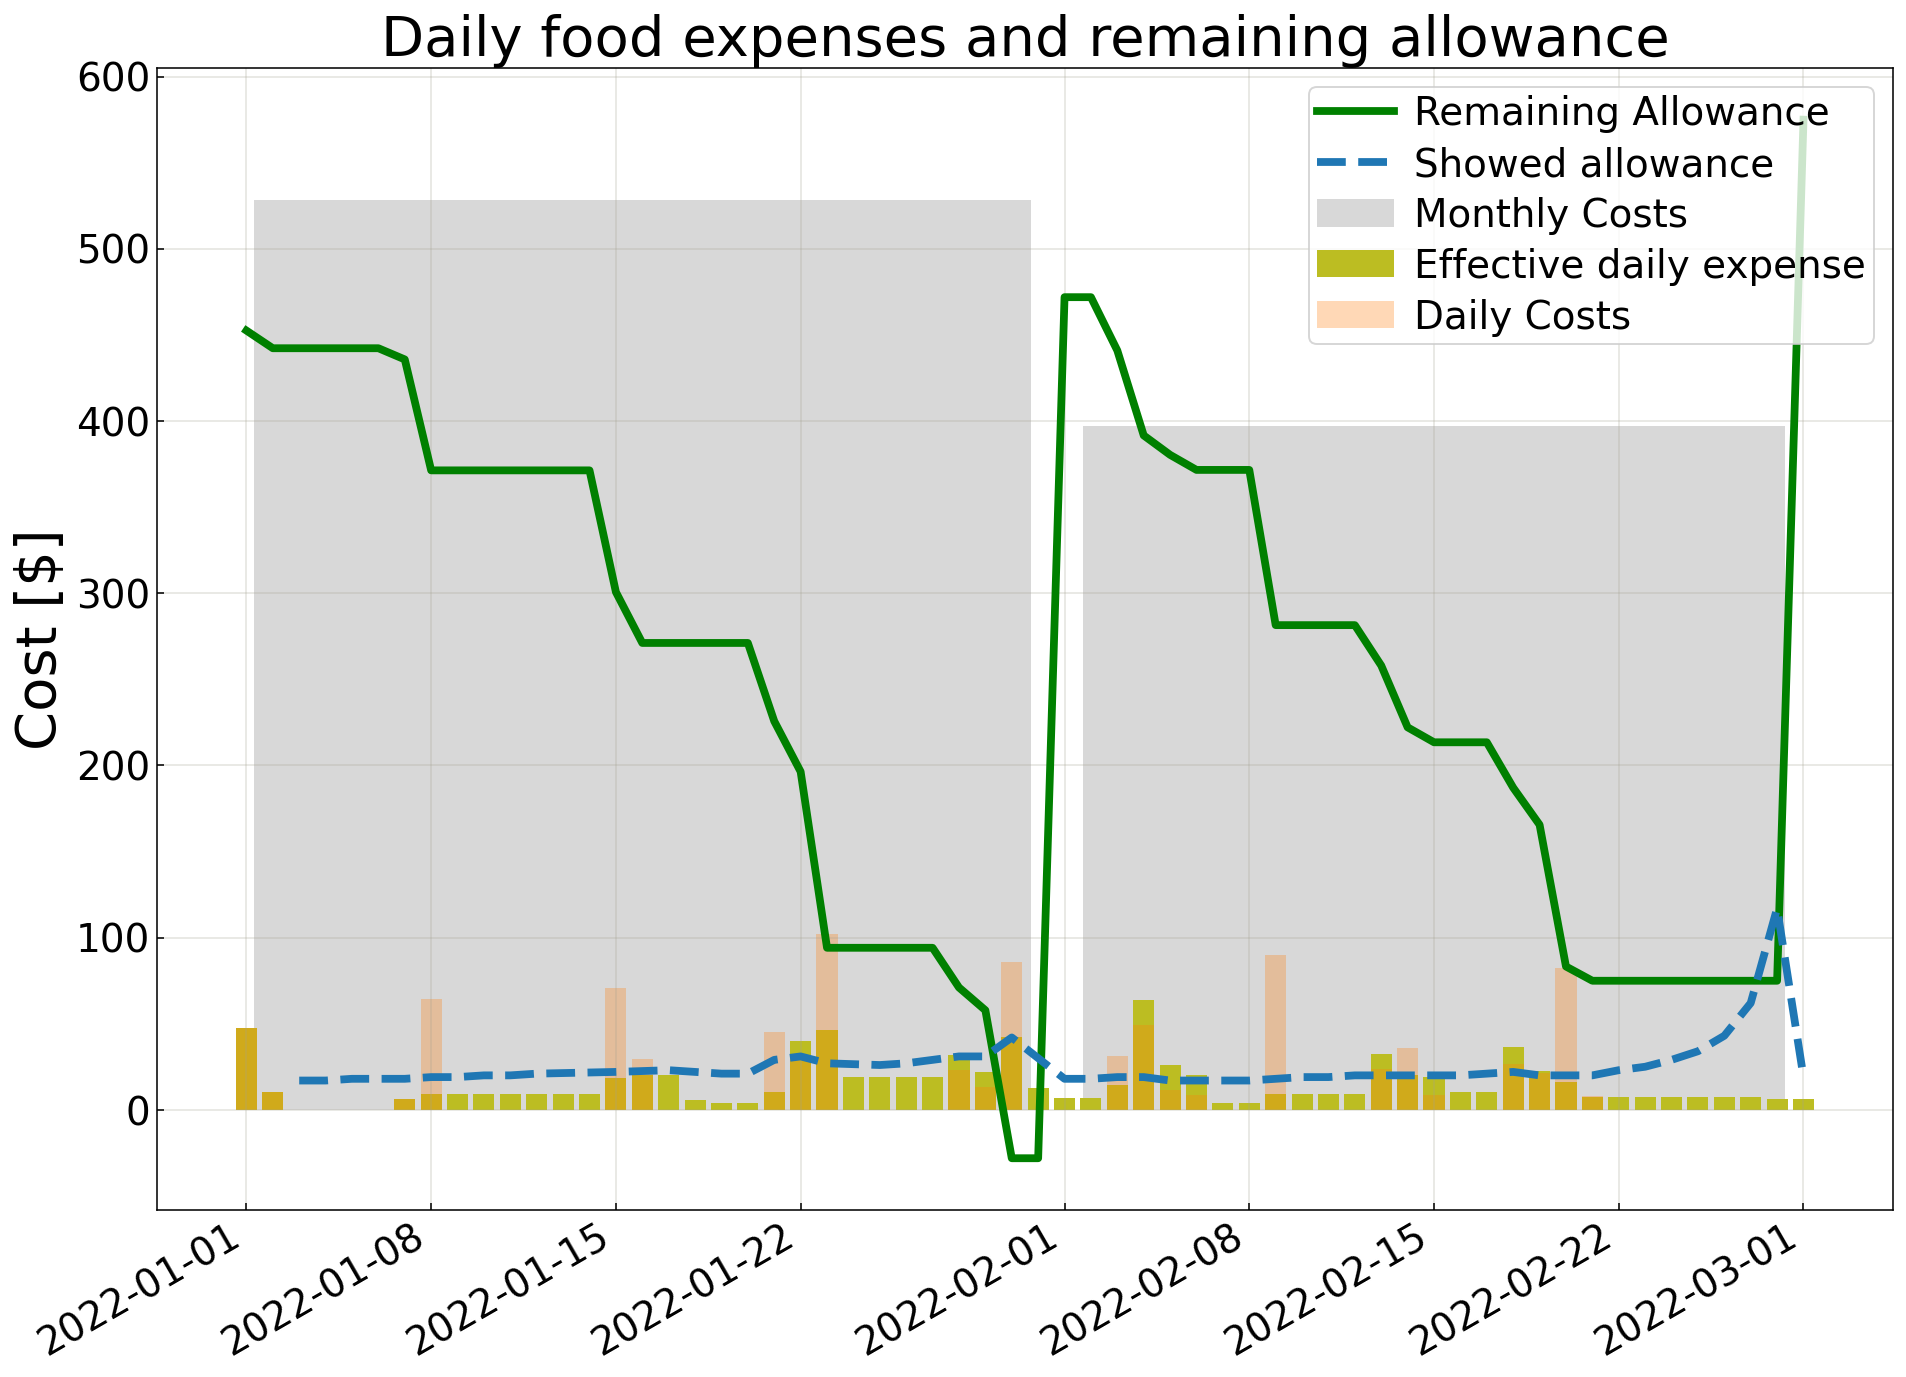 Daily food expenses and remaining allowance
600
500
400
300
200
100
0
Cost [$]
Remaining Allowance
Showed allowance
Monthly Costs
Effective daily expense
Daily Costs
2022-01-01
2022-01-08
2022-01-15
2022-01-22
2022-02-01
2022-02-08
2022-02-15
2022-02-22
2022-03-01